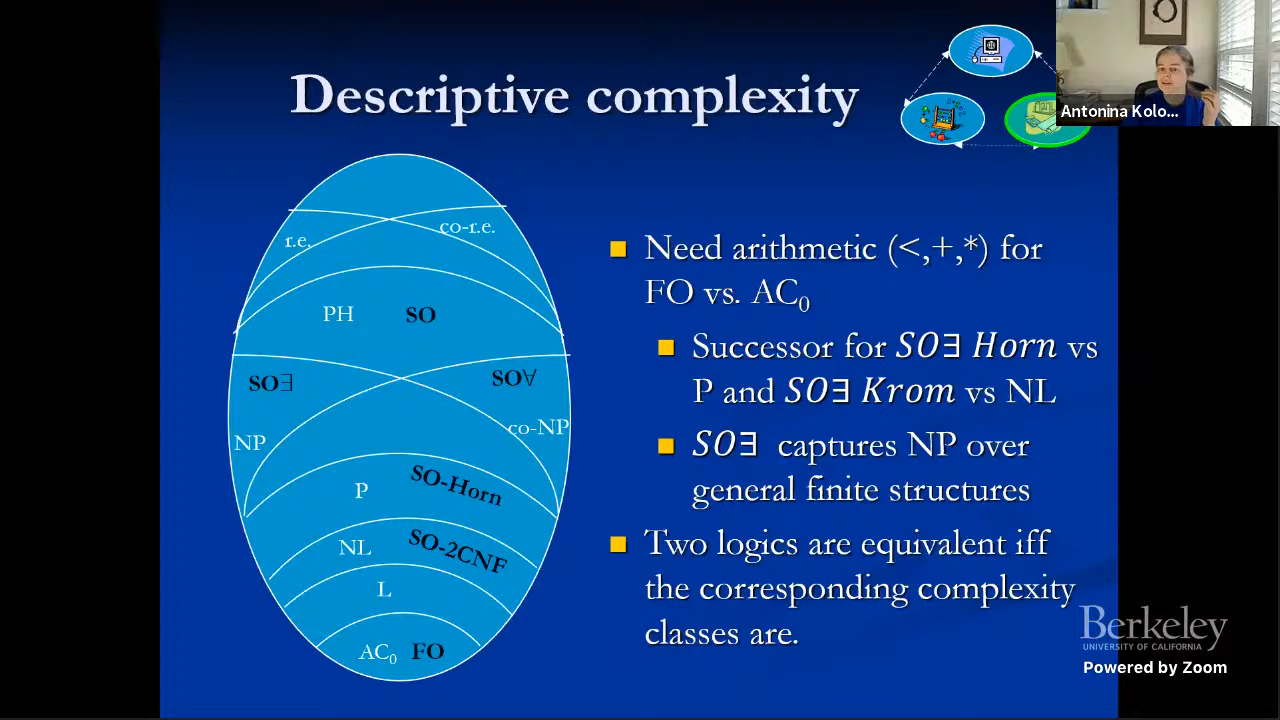 Descriptive complexity
Antonina Kolo...
r.e.
co-r.e.
PH SO
SO∃ SO∀
NP co-NP
P SO-Horn
NL SO-2CNF
L
AC₀ FO
Need arithmetic (<,+,*) for
FO vs. AC₀
Successor for SO∃ Horn vs
P and SO∃ Krom vs NL
SO∃ captures NP over
general finite structures
Two logics are equivalent iff
the corresponding complexity
classes are.
Berkeley
UNIVERSITY OF CALIFORNIA
Powered by Zoom